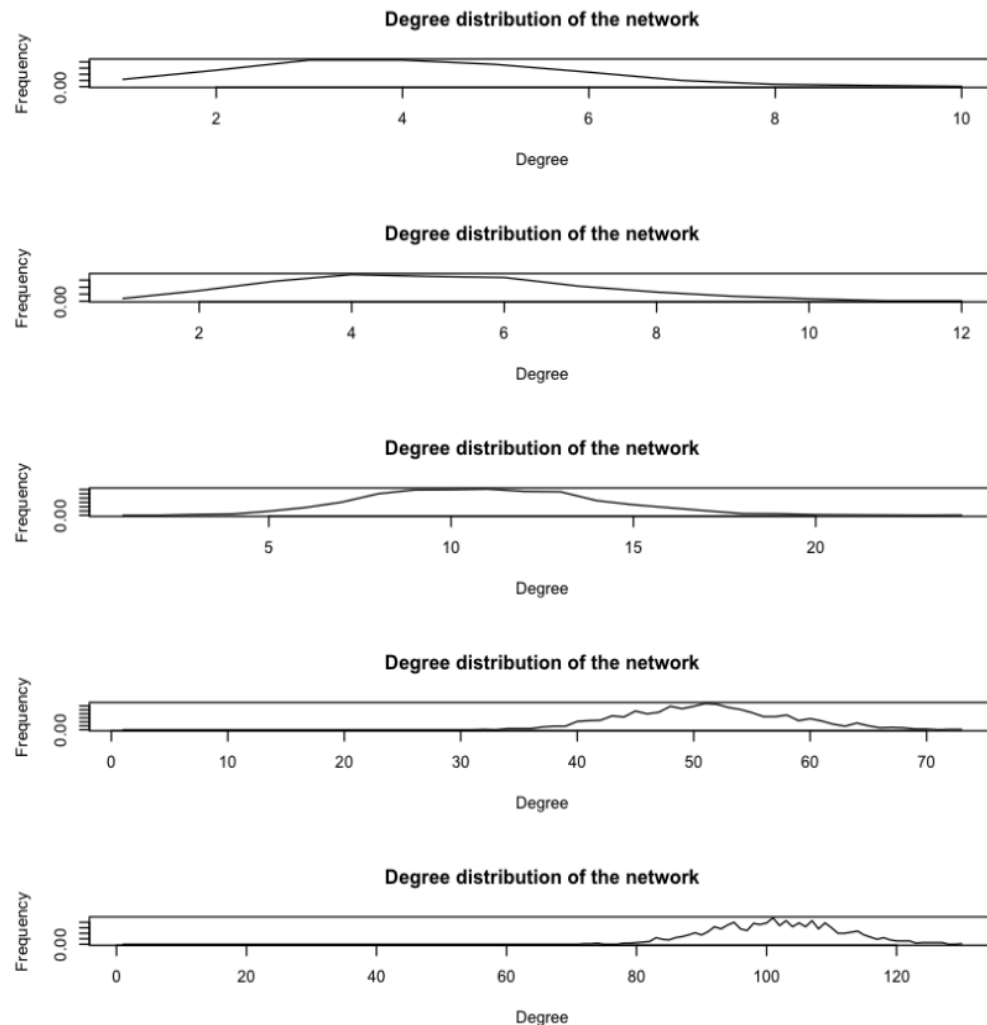 Degree distribution of the network
Frequency
0.00
2 4 6 8 10
Degree
Degree distribution of the network
Frequency
0.00
2 4 6 8 10 12
Degree
Degree distribution of the network
Frequency
0.00
5 10 15 20
Degree
Degree distribution of the network
Frequency
0.00
0 10 20 30 40 50 60 70
Degree
Degree distribution of the network
Frequency
0.00
0 20 40 60 80 100 120
Degree